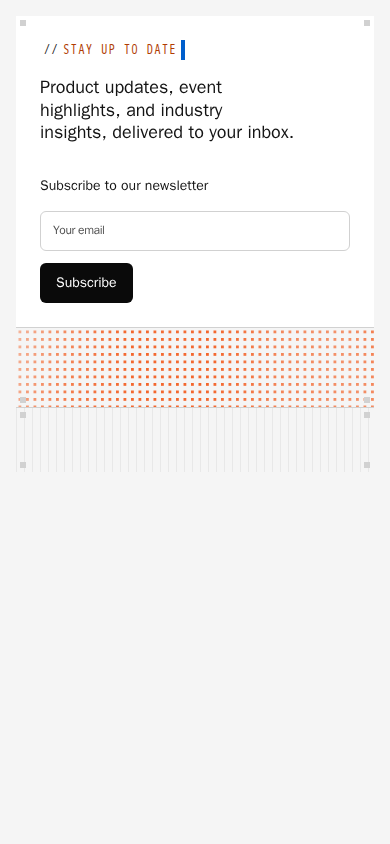 // STAY UP TO DATE
Product updates, event
highlights, and industry
insights, delivered to your inbox.
Subscribe to our newsletter
Your email
Subscribe